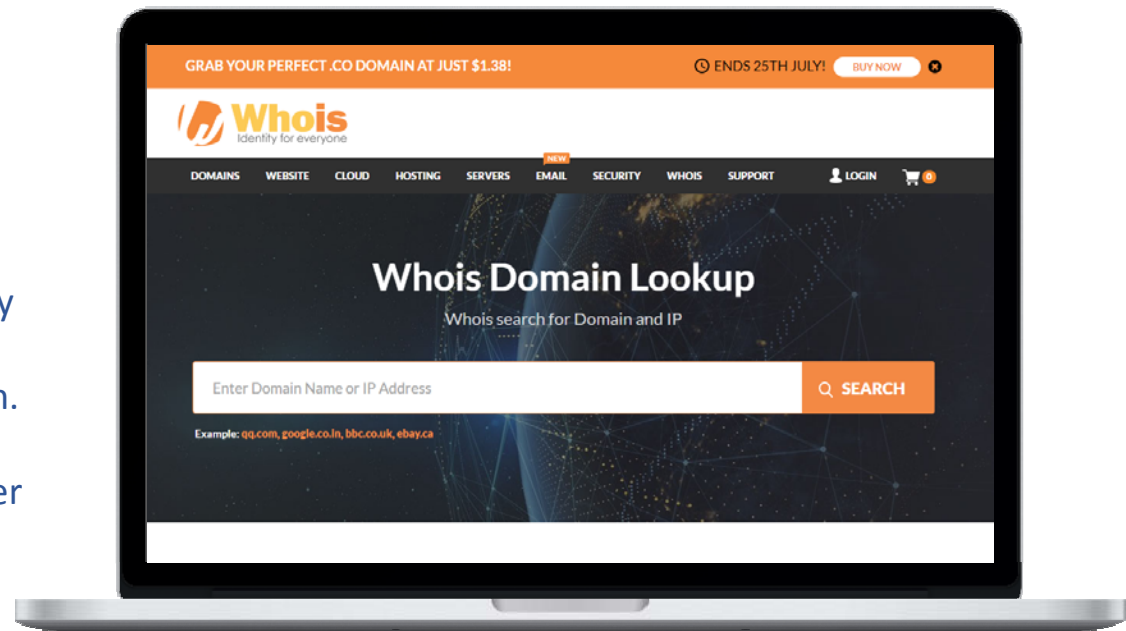 GRAB YOUR PERFECT .CO DOMAIN AT JUST $1.38! ENDS 25TH JULY! BUY NOW
Whois
Identity for everyone
NEW
DOMAINS WEBSITE CLOUD HOSTING SERVERS EMAIL SECURITY WHOIS SUPPORT LOGIN 0
Whois Domain Lookup
y
Whois search for Domain and IP
Enter Domain Name or IP Address SEARCH
n.
Example: qq.com, google.co.in, bbc.co.uk, ebay.ca
er